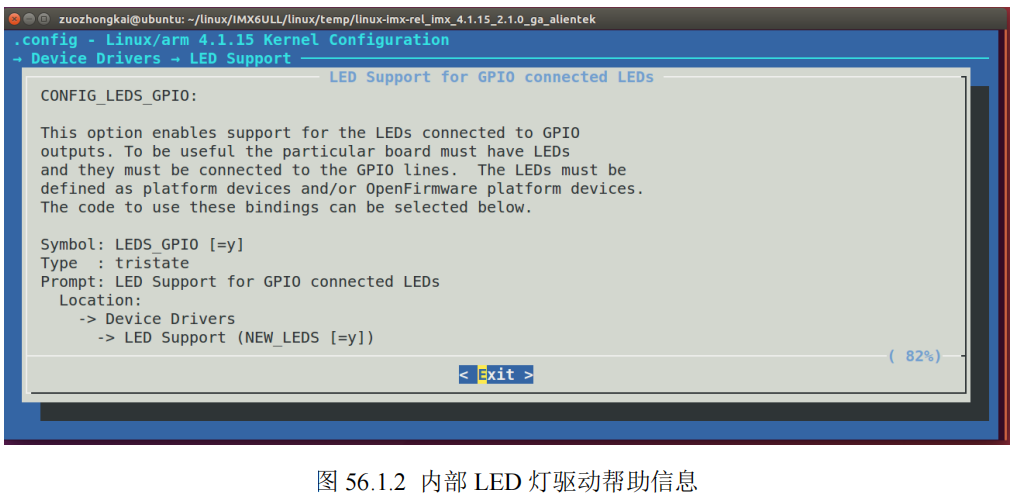 zuozhongkai@ubuntu: ~/linux/IMX6ULL/linux/temp/linux-imx-rel_imx_4.1.15_2.1.0_ga_alientek
.config - Linux/arm 4.1.15 Kernel Configuration
→ Device Drivers → LED Support
LED Support for GPIO connected LEDs
CONFIG_LEDS_GPIO:
This option enables support for the LEDs connected to GPIO
outputs. To be useful the particular board must have LEDs
and they must be connected to the GPIO lines.  The LEDs must be
defined as platform devices and/or OpenFirmware platform devices.
The code to use these bindings can be selected below.
Symbol: LEDS_GPIO [=y]
Type  : tristate
Prompt: LED Support for GPIO connected LEDs
Location:
-> Device Drivers
-> LED Support (NEW_LEDS [=y])
( 82%)
< Exit >
图 56.1.2 内部 LED 灯驱动帮助信息